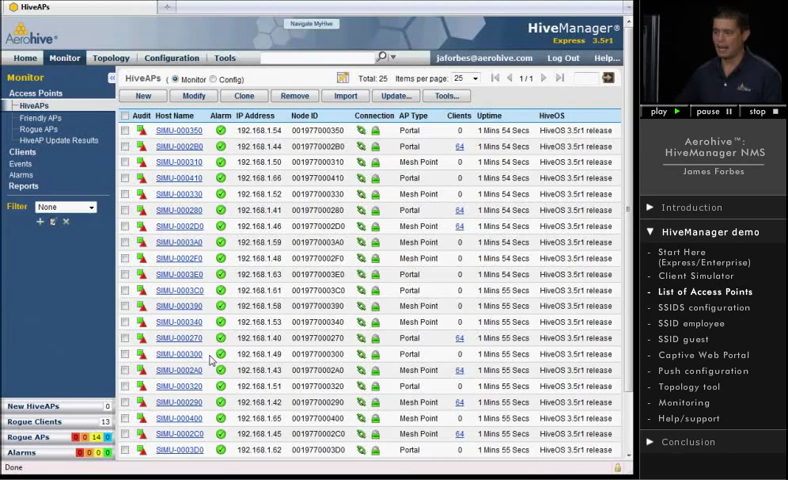 HiveAPs
Navigate MyHive
Aerohive
NETWORKS
HiveManager®
Express 3.5r1
Home Monitor Topology Configuration Tools
jaforbes@aerohive.com Log Out Help...
Monitor
Access Points
HiveAPs
Friendly APs
Rogue APs
HiveAP Update Results
Clients
Events
Alarms
Reports
Filter None
New HiveAPs 0
Rogue Clients 13
Rogue APs 0 0 14 0
Alarms 0 0 0 0
Done
HiveAPs ( Monitor Config) Total: 25 Items per page: 25 1/1
New Modify Clone Remove Import Update... Tools...
Audit Host Name Alarm IP Address Node ID Connection AP Type Clients Uptime HiveOS
SIMU-000350 192.168.1.54 001977000350 Portal 0 1 Mins 54 Secs HiveOS 3.5r1 release
SIMU-0002B0 192.168.1.44 0019770002B0 Portal 64 1 Mins 54 Secs HiveOS 3.5r1 release
SIMU-000310 192.168.1.50 001977000310 Mesh Point 0 1 Mins 54 Secs HiveOS 3.5r1 release
SIMU-000410 192.168.1.66 001977000410 Mesh Point 0 1 Mins 54 Secs HiveOS 3.5r1 release
SIMU-000330 192.168.1.52 001977000330 Mesh Point 0 1 Mins 54 Secs HiveOS 3.5r1 release
SIMU-000280 192.168.1.41 001977000280 Portal 64 1 Mins 54 Secs HiveOS 3.5r1 release
SIMU-0002D0 192.168.1.46 0019770002D0 Mesh Point 64 1 Mins 54 Secs HiveOS 3.5r1 release
SIMU-0003A0 192.168.1.59 0019770003A0 Mesh Point 0 1 Mins 54 Secs HiveOS 3.5r1 release
SIMU-0002F0 192.168.1.48 0019770002F0 Mesh Point 0 1 Mins 54 Secs HiveOS 3.5r1 release
SIMU-0003E0 192.168.1.63 0019770003E0 Portal 0 1 Mins 54 Secs HiveOS 3.5r1 release
SIMU-0003C0 192.168.1.61 0019770003C0 Mesh Point 0 1 Mins 55 Secs HiveOS 3.5r1 release
SIMU-000390 192.168.1.58 001977000390 Mesh Point 0 1 Mins 55 Secs HiveOS 3.5r1 release
SIMU-000340 192.168.1.53 001977000340 Mesh Point 0 1 Mins 55 Secs HiveOS 3.5r1 release
SIMU-000270 192.168.1.40 001977000270 Portal 64 1 Mins 55 Secs HiveOS 3.5r1 release
SIMU-000300 192.168.1.49 001977000300 Portal 0 1 Mins 55 Secs HiveOS 3.5r1 release
SIMU-0002A0 192.168.1.43 0019770002A0 Mesh Point 64 1 Mins 55 Secs HiveOS 3.5r1 release
SIMU-000320 192.168.1.51 001977000320 Portal 0 1 Mins 55 Secs HiveOS 3.5r1 release
SIMU-000290 192.168.1.42 001977000290 Mesh Point 64 1 Mins 55 Secs HiveOS 3.5r1 release
SIMU-000400 192.168.1.65 001977000400 Portal 0 1 Mins 55 Secs HiveOS 3.5r1 release
SIMU-0002C0 192.168.1.45 0019770002C0 Mesh Point 64 1 Mins 55 Secs HiveOS 3.5r1 release
SIMU-0003D0 192.168.1.62 0019770003D0 Portal 0 1 Mins 55 Secs HiveOS 3.5r1 release
play pause stop
Aerohive™:
HiveManager NMS
James Forbes
Introduction
HiveManager demo
- Start Here
(Express/Enterprise)
- Client Simulator
- List of Access Points
- SSIDS configuration
- SSID employee
- SSID guest
- Captive Web Portal
- Push configuration
- Topology tool
- Monitoring
- Help/support
Conclusion